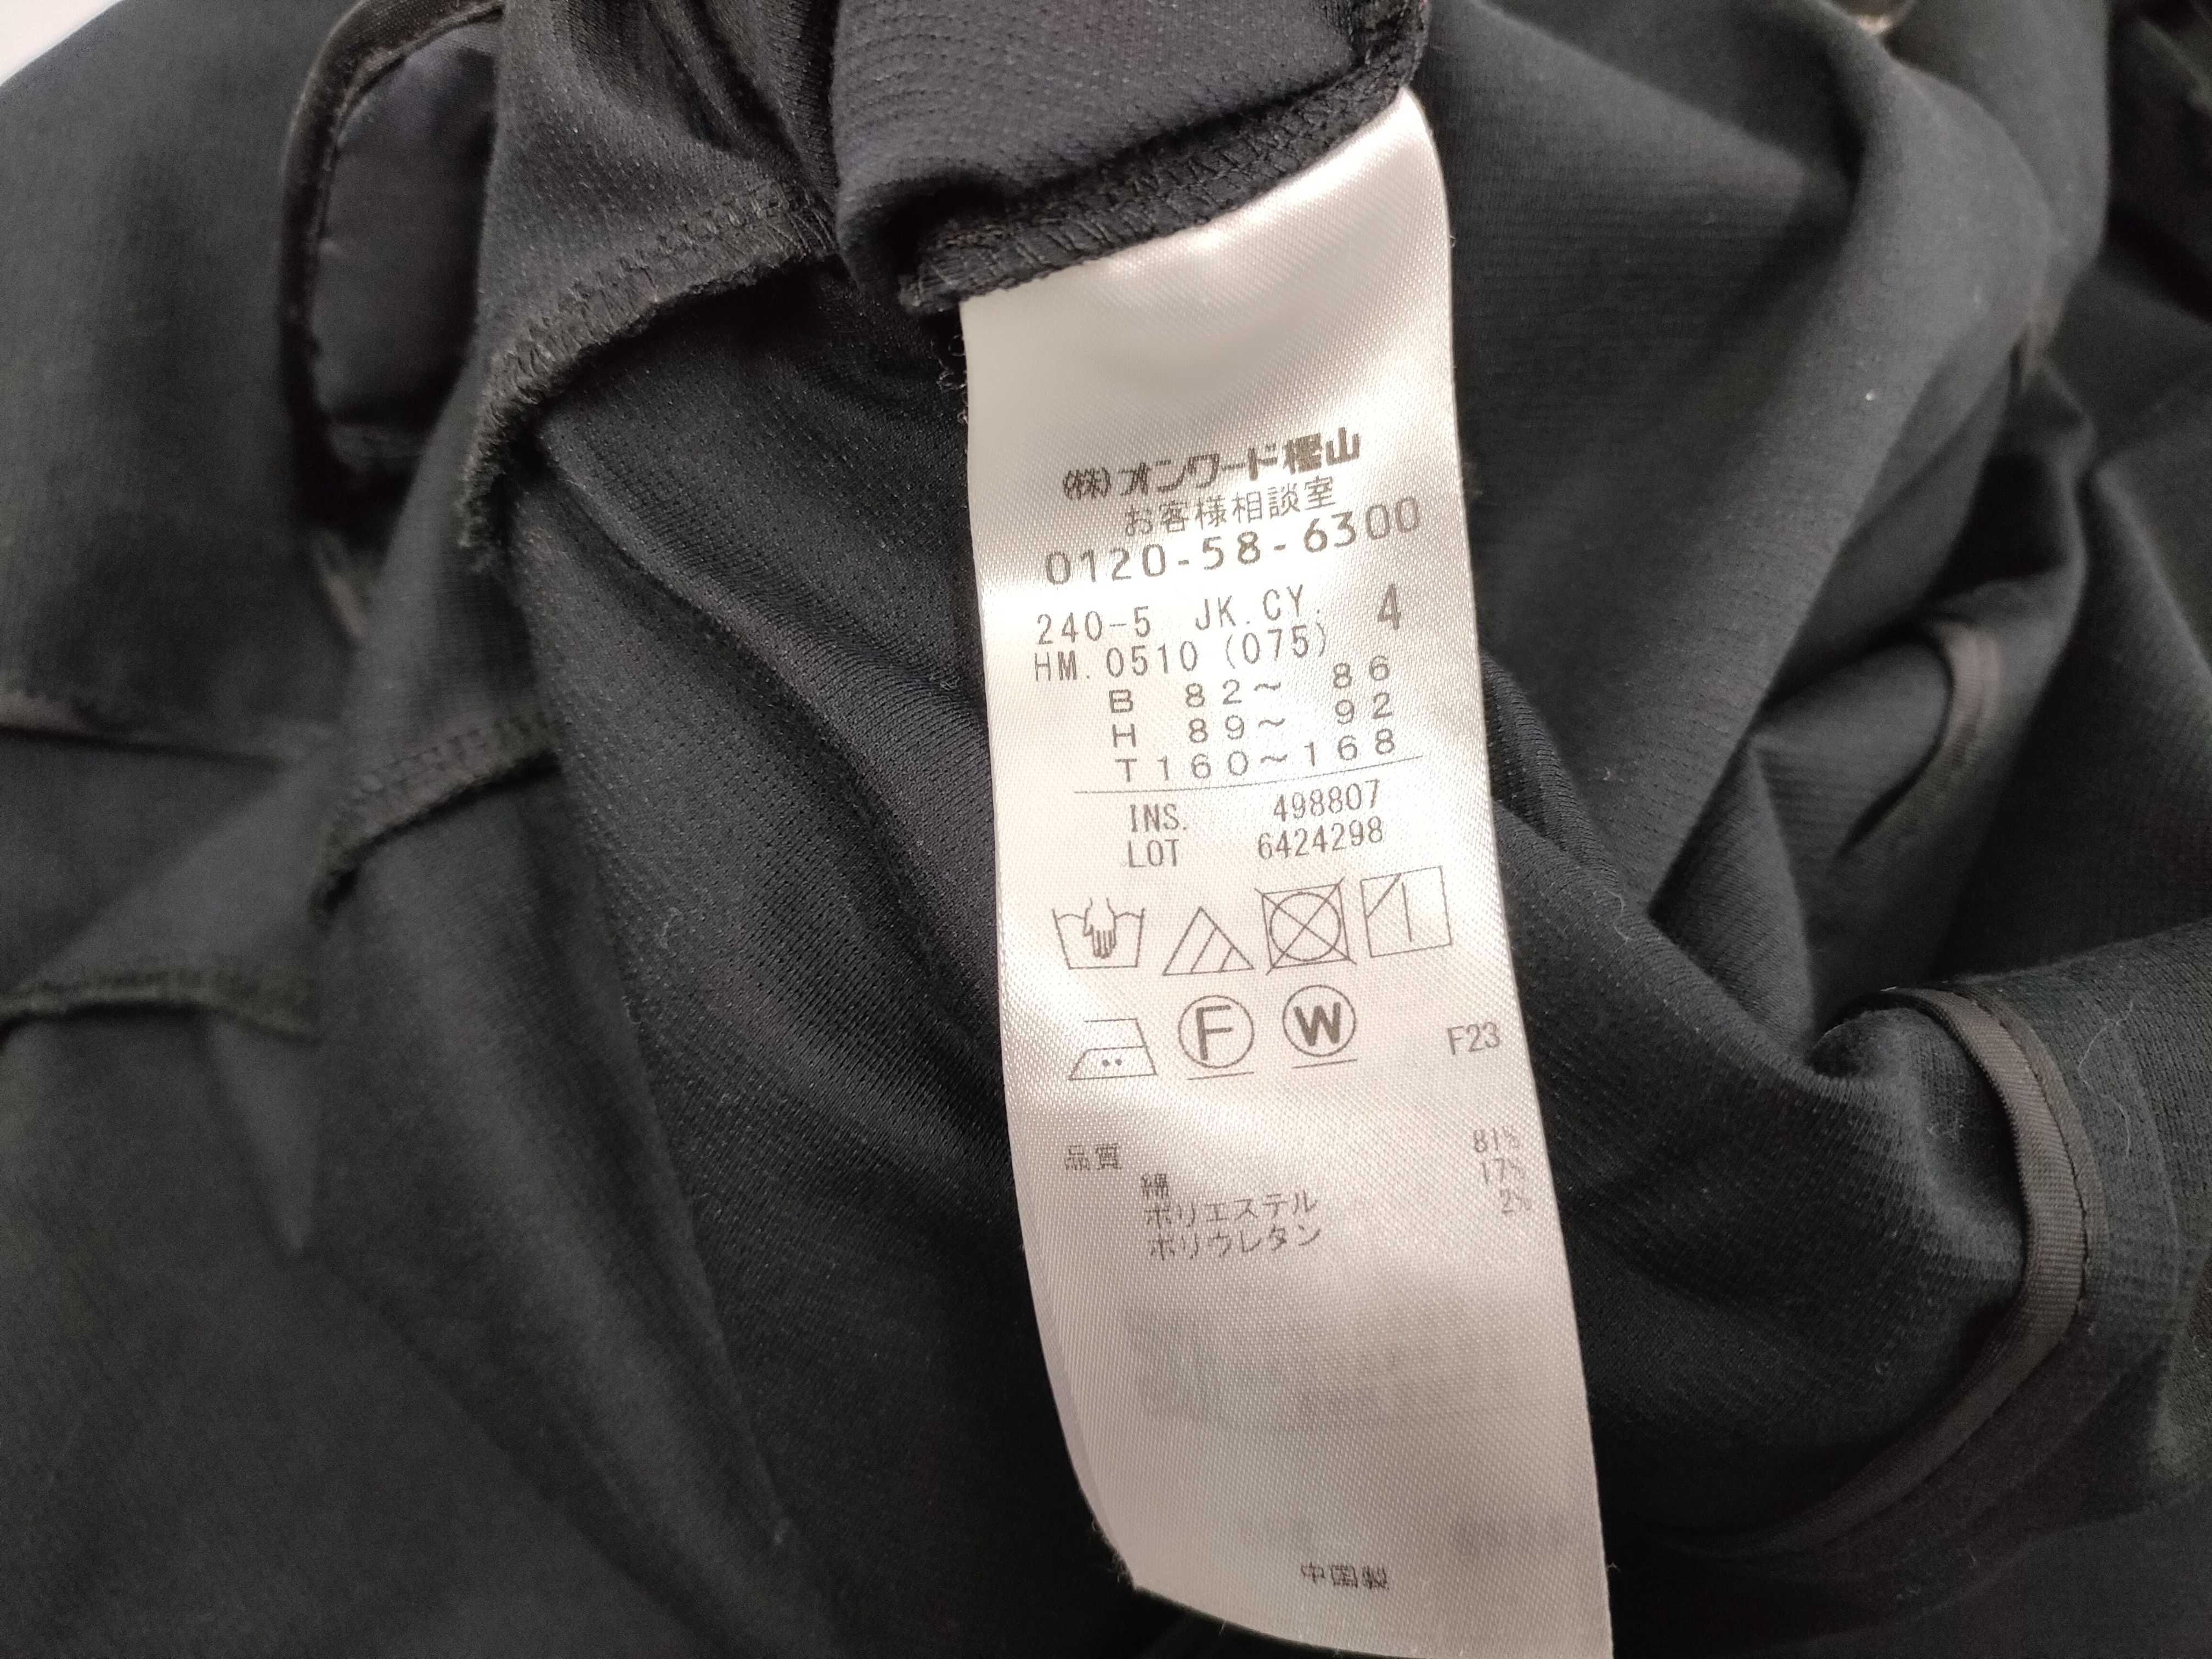 (株)オンワード樫山
お客様相談室
0120-58-6300
240-5 JK.CY. 4
HM.0510(075)
B 82~ 86
H 89~ 92
T160~168
INS. 498807
LOT 6424298
F W F23
品質
綿 81%
ポリエステル 17%
ポリウレタン 2%
中国製